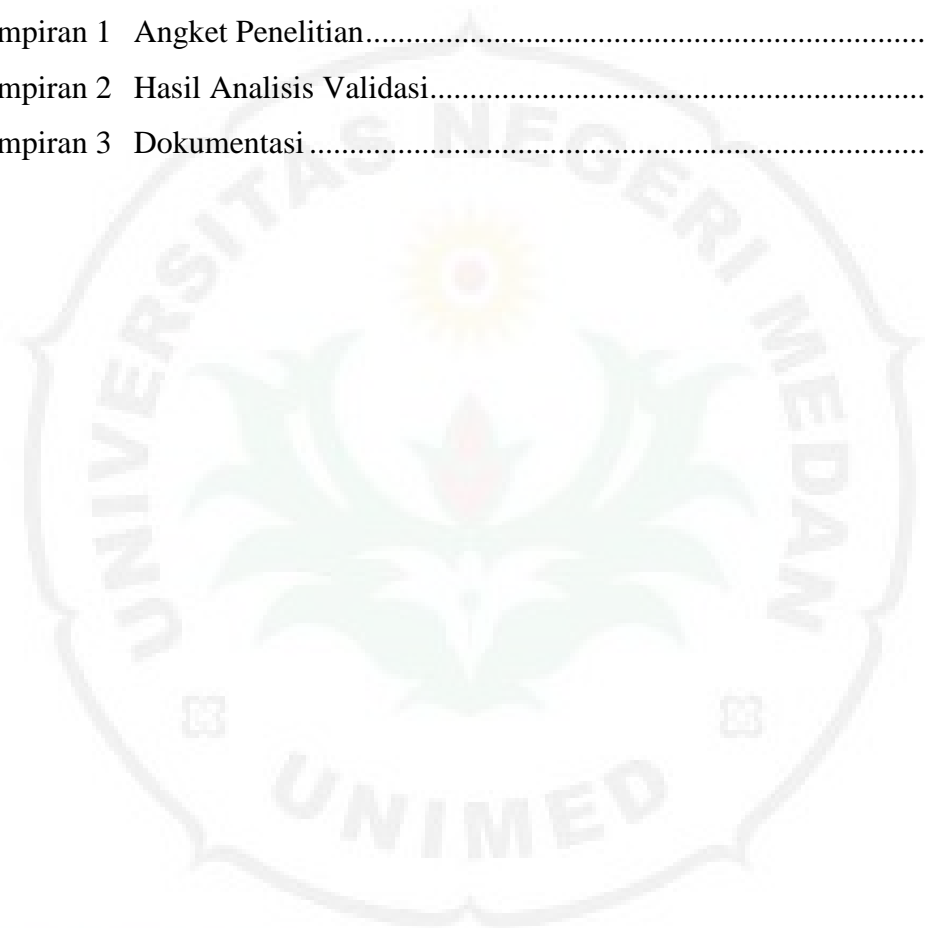 mpiran 1 Angket Penelitian..........................................................................
mpiran 2 Hasil Analisis Validasi..................................................................
mpiran 3 Dokumentasi.................................................................................
UNIVERSITAS NEGERI MEDAN
UNIMED